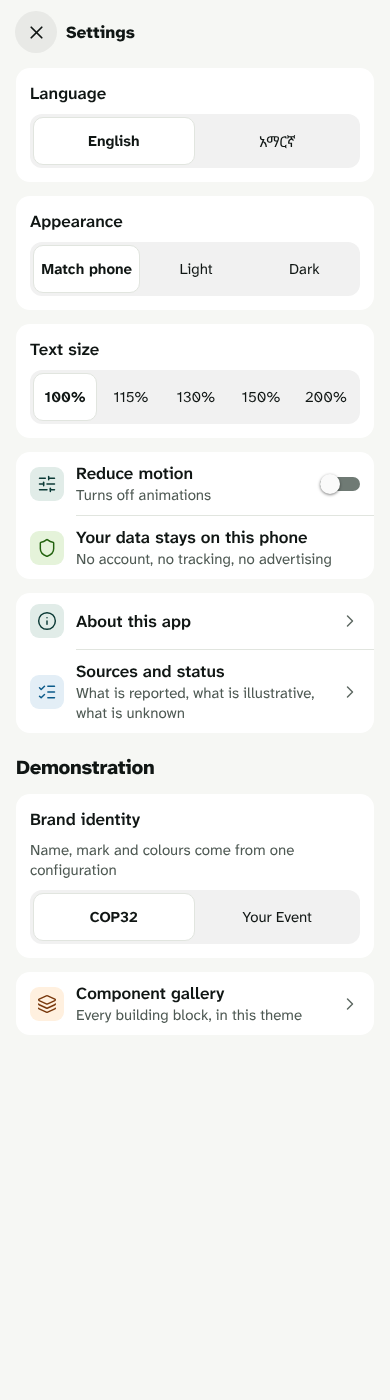 Settings
Language
English
አማርኛ
Appearance
Match phone
Light
Dark
Text size
100%
115%
130%
150%
200%
Reduce motion
Turns off animations
Your data stays on this phone
No account, no tracking, no advertising
About this app
Sources and status
What is reported, what is illustrative,
what is unknown
Demonstration
Brand identity
Name, mark and colours come from one
configuration
COP32
Your Event
Component gallery
Every building block, in this theme